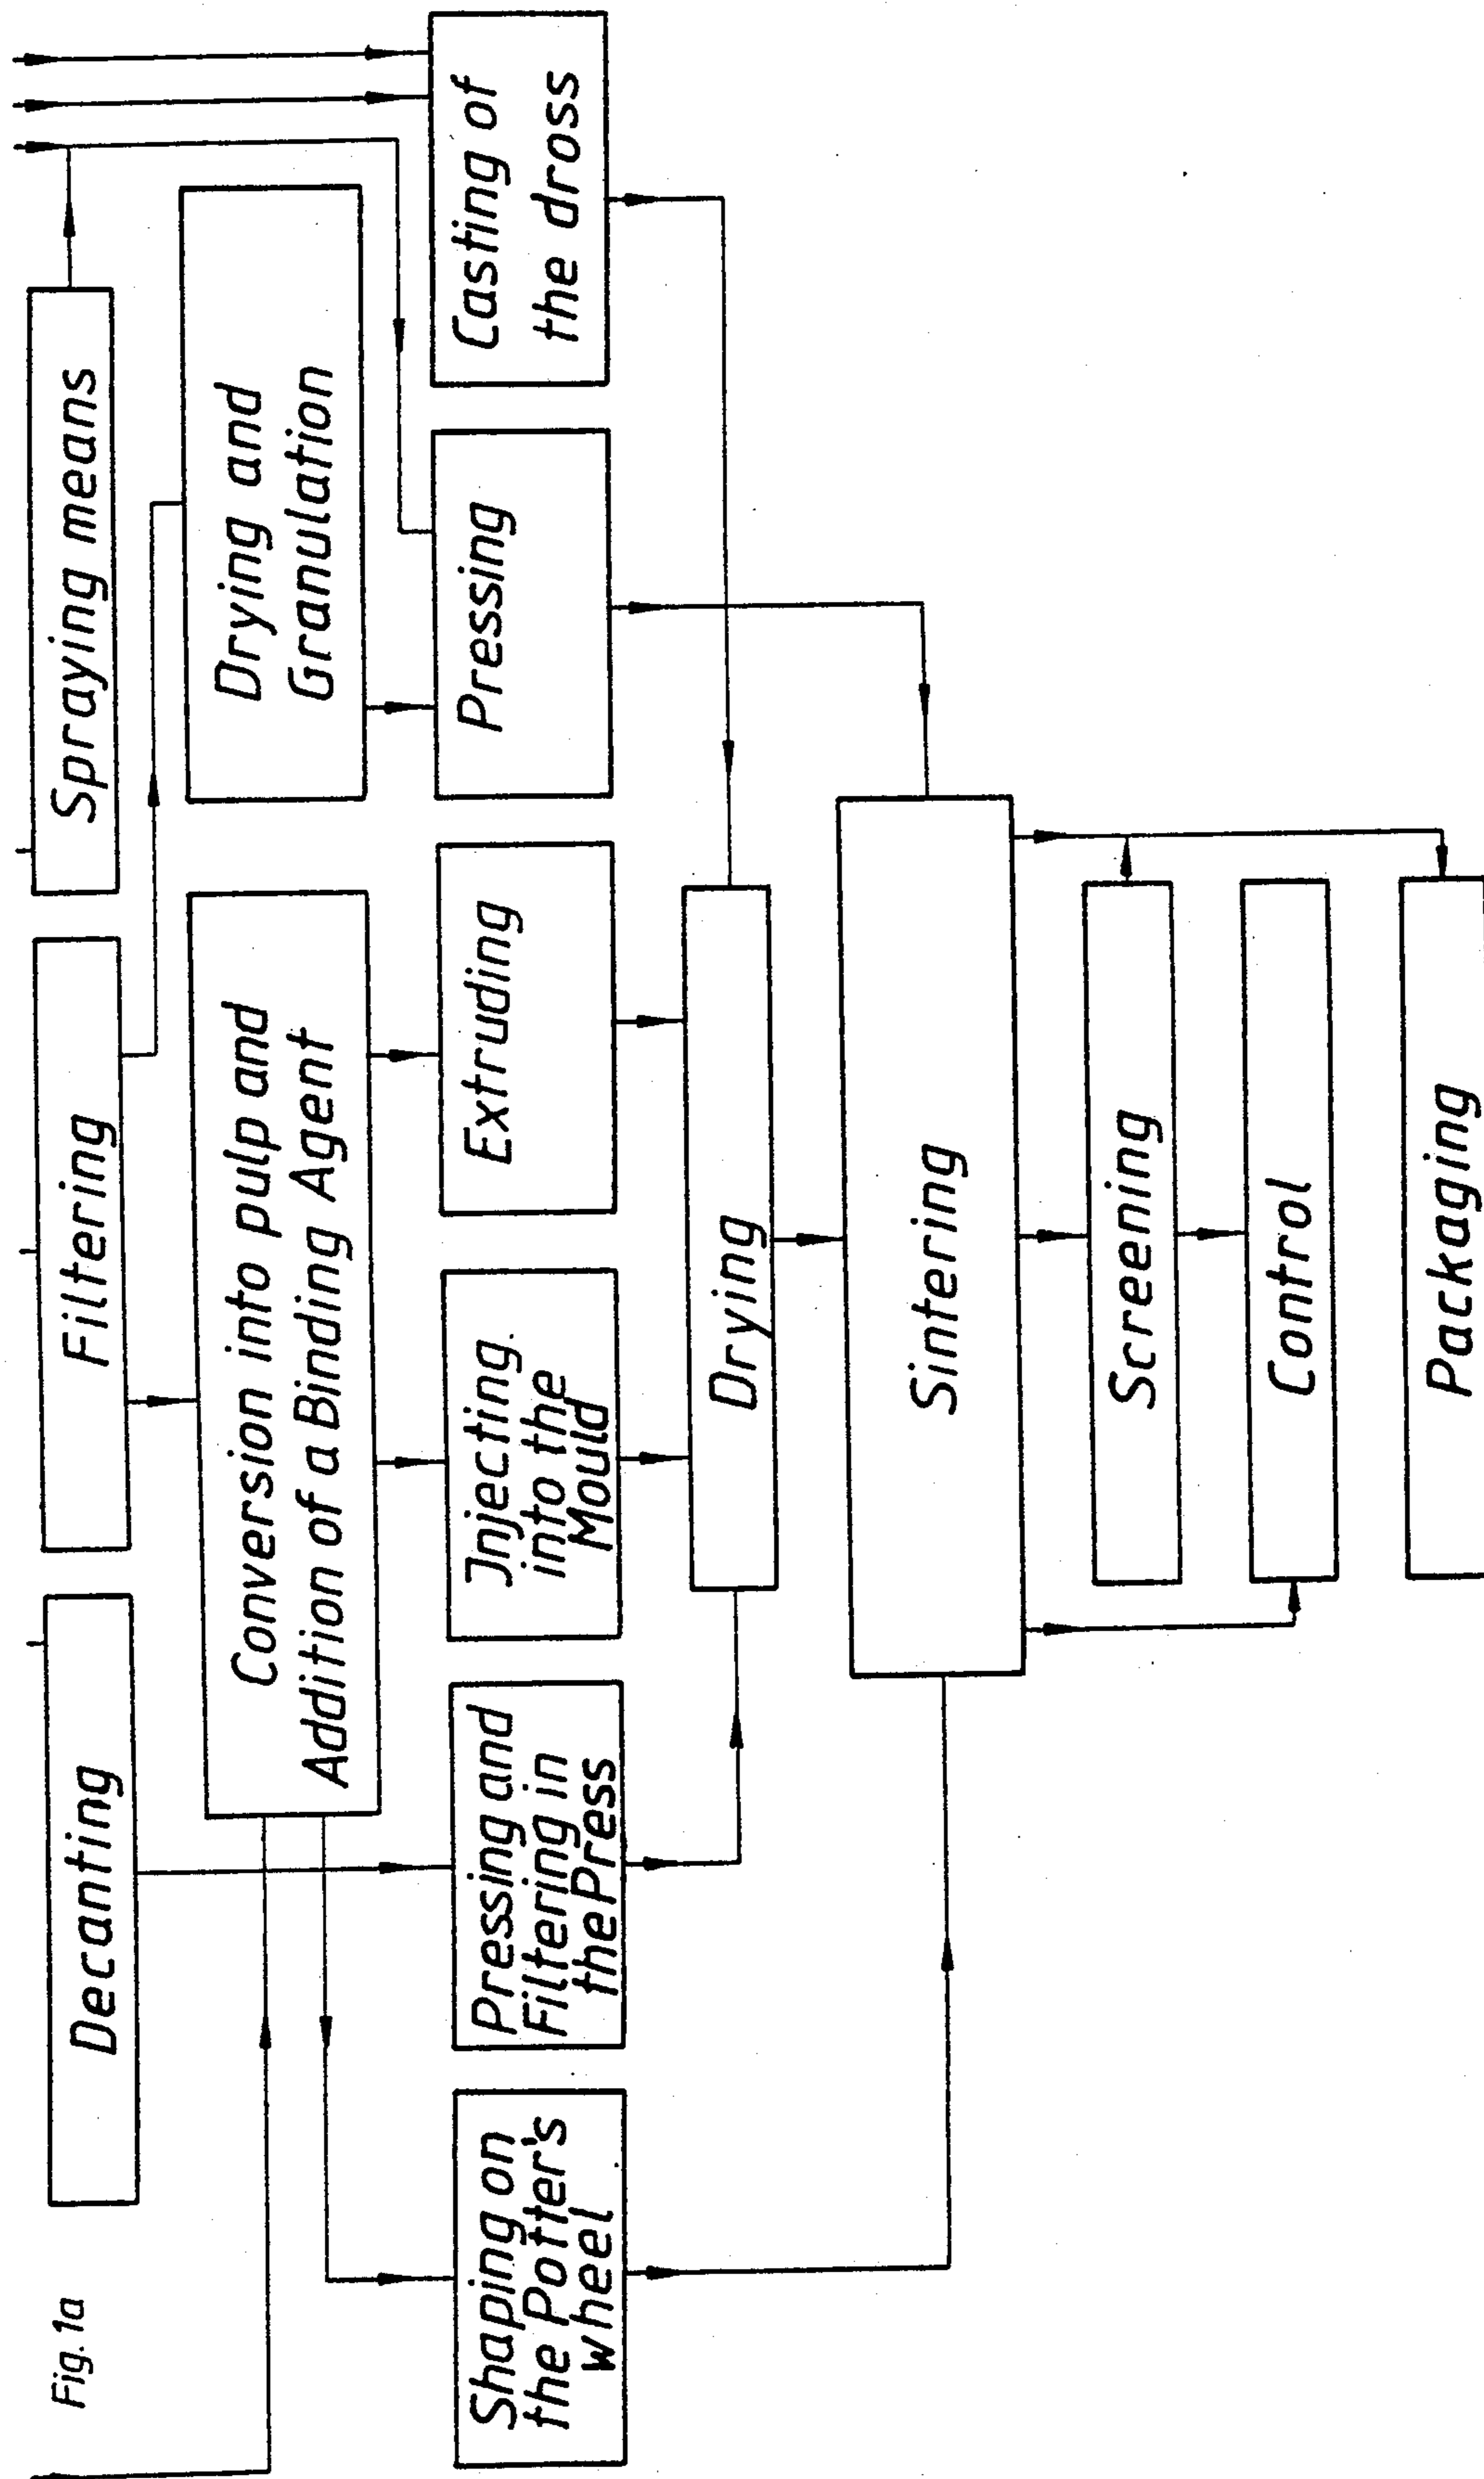 Fig.1a
Decanting
Filtering
Spraying means
Conversion into pulp and
Addition of a Binding Agent
Drying and
Granulation
Shaping on
the Potter's
wheel
Pressing and
Filtering in
the Press
Injecting
into the
Mould
Extruding
Pressing
Casting of
the dross
Drying
Sintering
Screening
Control
Packaging